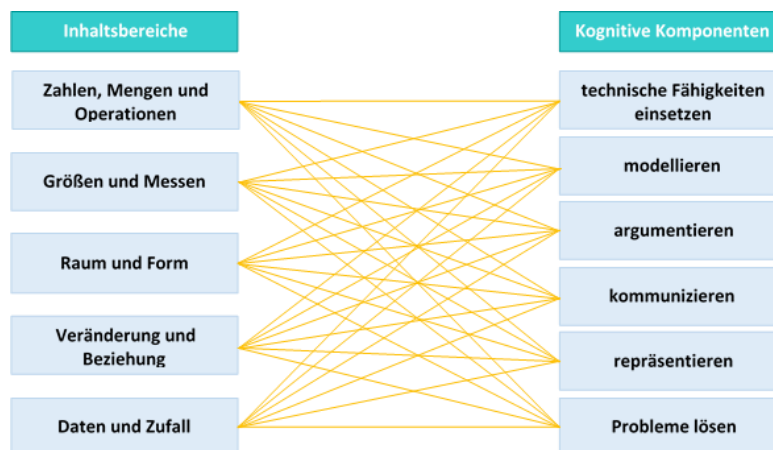 Inhaltsbereiche
Zahlen, Mengen und
Operationen
Größen und Messen
Raum und Form
Veränderung und
Beziehung
Daten und Zufall
Kognitive Komponenten
technische Fähigkeiten
einsetzen
modellieren
argumentieren
kommunizieren
repräsentieren
Probleme lösen